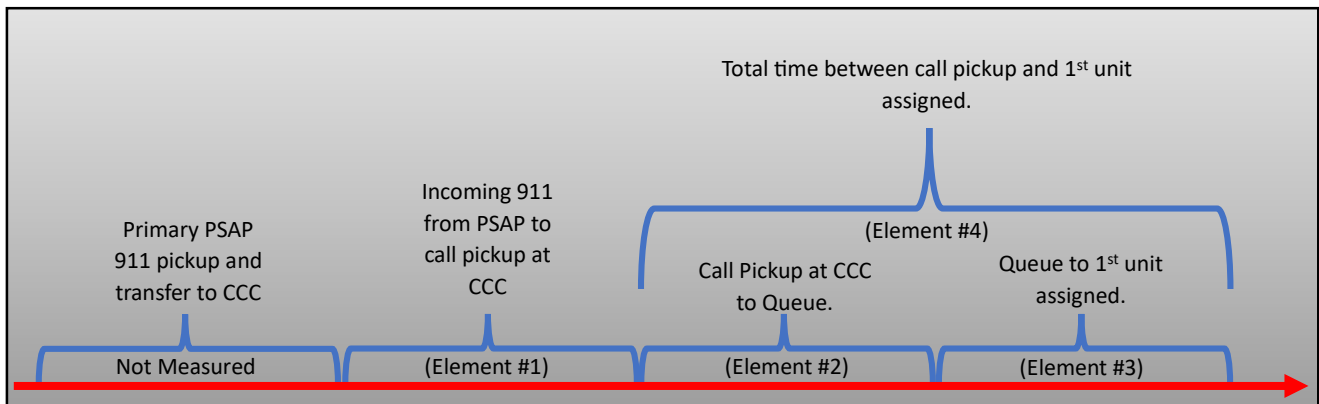 Total time between call pickup and 1st unit
assigned.
(Element #4)
Primary PSAP
911 pickup and
transfer to CCC
Not Measured
Incoming 911
from PSAP to
call pickup at
CCC
(Element #1)
Call Pickup at CCC
to Queue.
(Element #2)
Queue to 1st unit
assigned.
(Element #3)